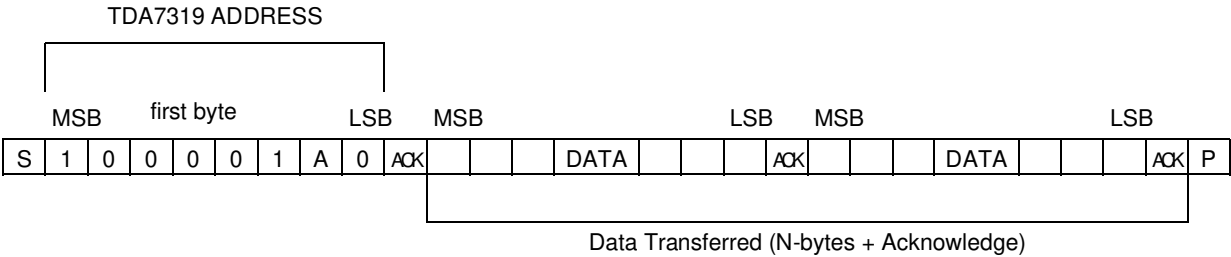 TDA7319 ADDRESS
MSB first byte LSB MSB LSB MSB LSB
S 1 0 0 0 0 1 A 0 ACK DATA ACK DATA ACK P
Data Transferred (N-bytes + Acknowledge)